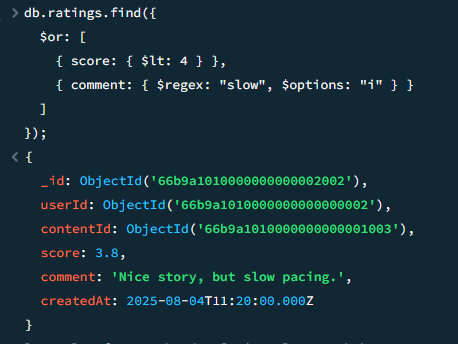 > db.ratings.find({
$or: [
{ score: { $lt: 4 } },
{ comment: { $regex: "slow", $options: "i" } }
]
});
< {
_id: ObjectId('66b9a1010000000000002002'),
userId: ObjectId('66b9a1010000000000000002'),
contentId: ObjectId('66b9a1010000000000001003'),
score: 3.8,
comment: 'Nice story, but slow pacing.',
createdAt: 2025-08-04T11:20:00.000Z
}